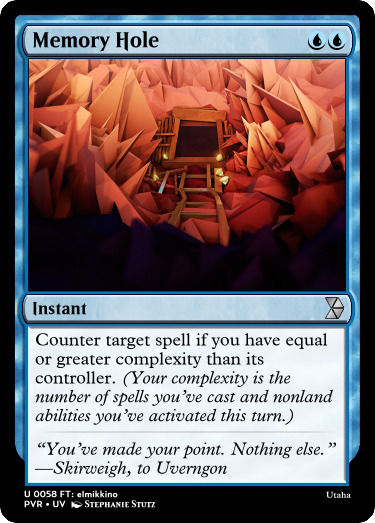 Memory Hole
Instant
Counter target spell if you have equal
or greater complexity than its
controller. (Your complexity is the
number of spells you've cast and nonland
abilities you've activated this turn.)
“You've made your point. Nothing else.”
—Skirweigh, to Uverngon
U 0058 FT: elmikkino
PVR • UV STEPHANIE STUTZ
Utaha